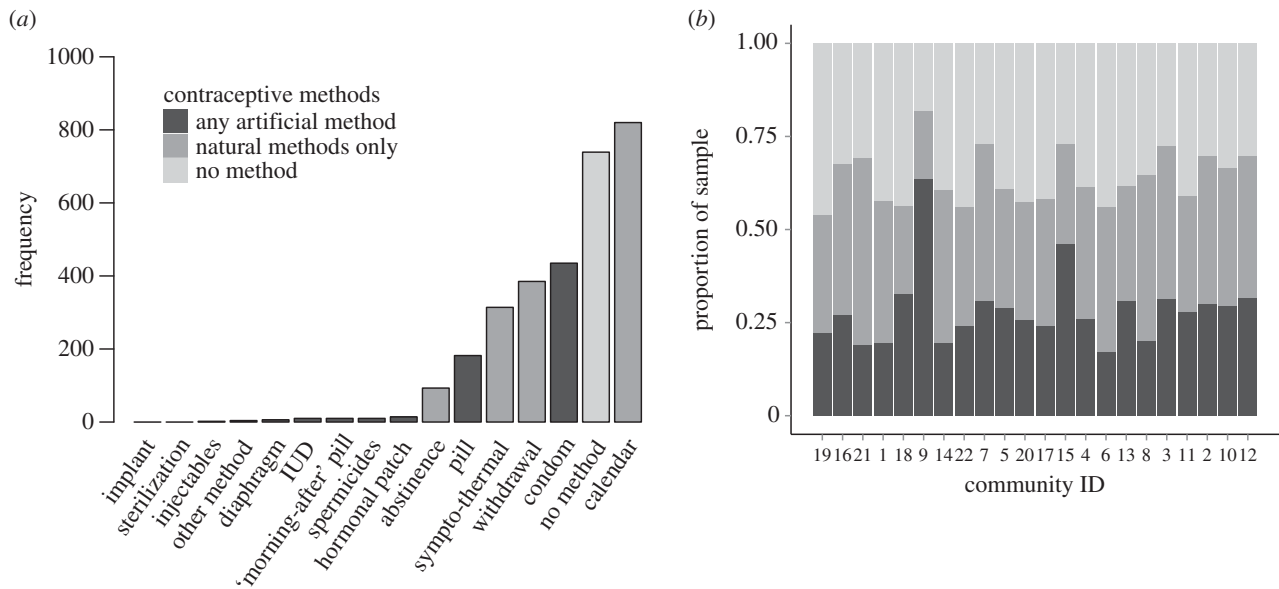 (a)
1000
800
600
400
200
0
frequency
contraceptive methods
any artificial method
natural methods only
no method
implant
sterilization
injectables
other method
diaphragm
IUD
‘morning-after’ pill
spermicides
hormonal patch
abstinence
pill
sympto-thermal
withdrawal
condom
no method
calendar
(b)
1.00
0.75
0.50
0.25
0
proportion of sample
19 16 21 1 18 9 14 22 7 5 20 17 15 4 6 13 8 3 11 2 10 12
community ID